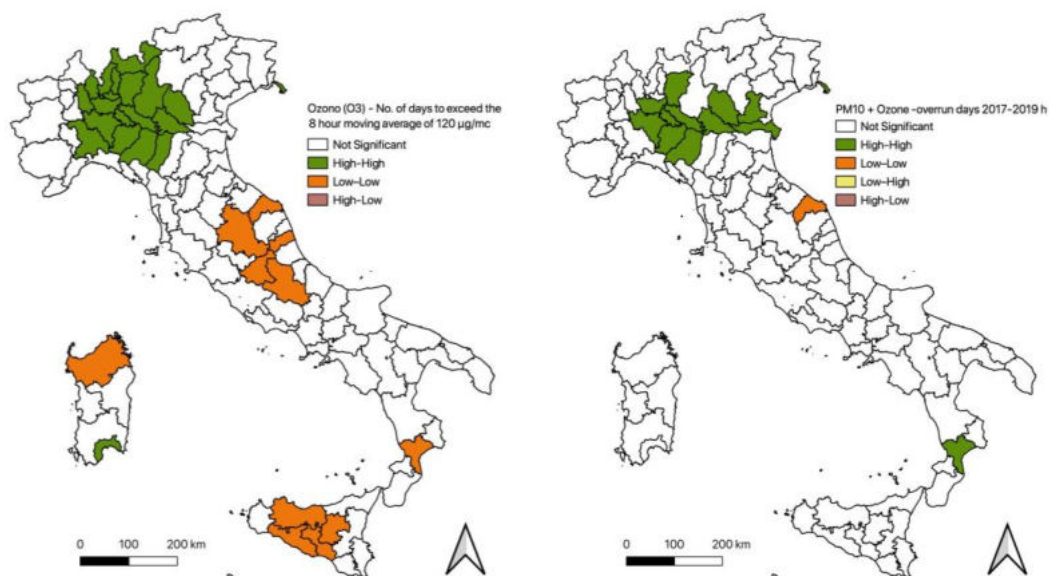 Ozono (O3) - No. of days to exceed the
8 hour moving average of 120 µg/mc
Not Significant
High-High
Low-Low
High-Low
0 100 200 km
PM10 + Ozone -overrun days 2017-2019 h
Not Significant
High-High
Low-Low
Low-High
High-Low
0 100 200 km